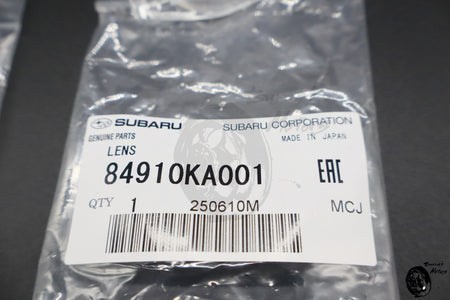 SUBARU SUBARU CORPORATION
GENUINE PARTS MADE IN JAPAN
LENS
84910KA001
EAC
QTY 1 250610M MCJ